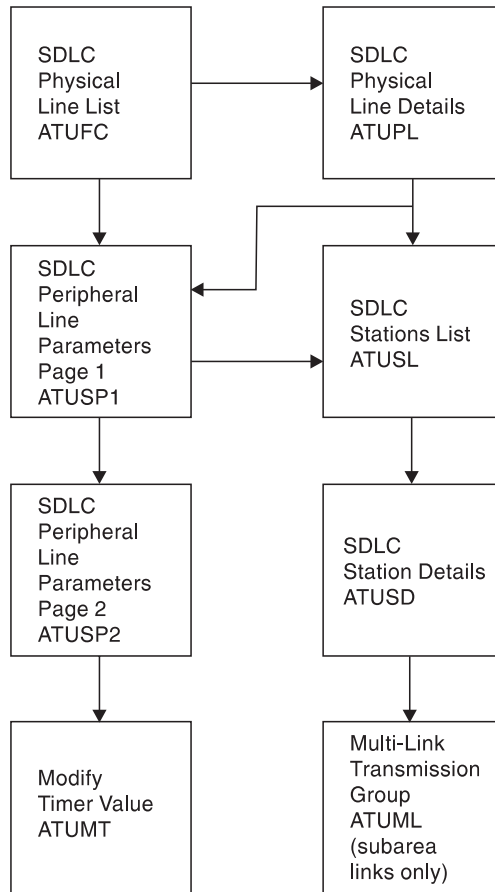 SDLC
Physical
Line List
ATUFC
SDLC
Physical
Line Details
ATUPL
SDLC
Peripheral
Line
Parameters
Page 1
ATUSP1
SDLC
Stations List
ATUSL
SDLC
Peripheral
Line
Parameters
Page 2
ATUSP2
SDLC
Station Details
ATUSD
Modify
Timer Value
ATUMT
Multi-Link
Transmission
Group
ATUML
(subarea
links only)